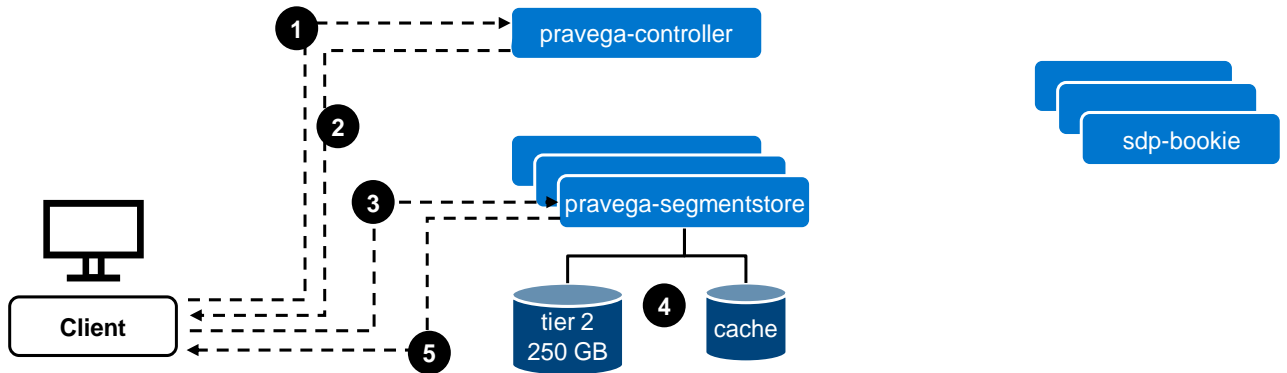 1
pravega-controller
2
sdp-bookie
3
pravega-segmentstore
Client
tier 2
250 GB
4
cache
5